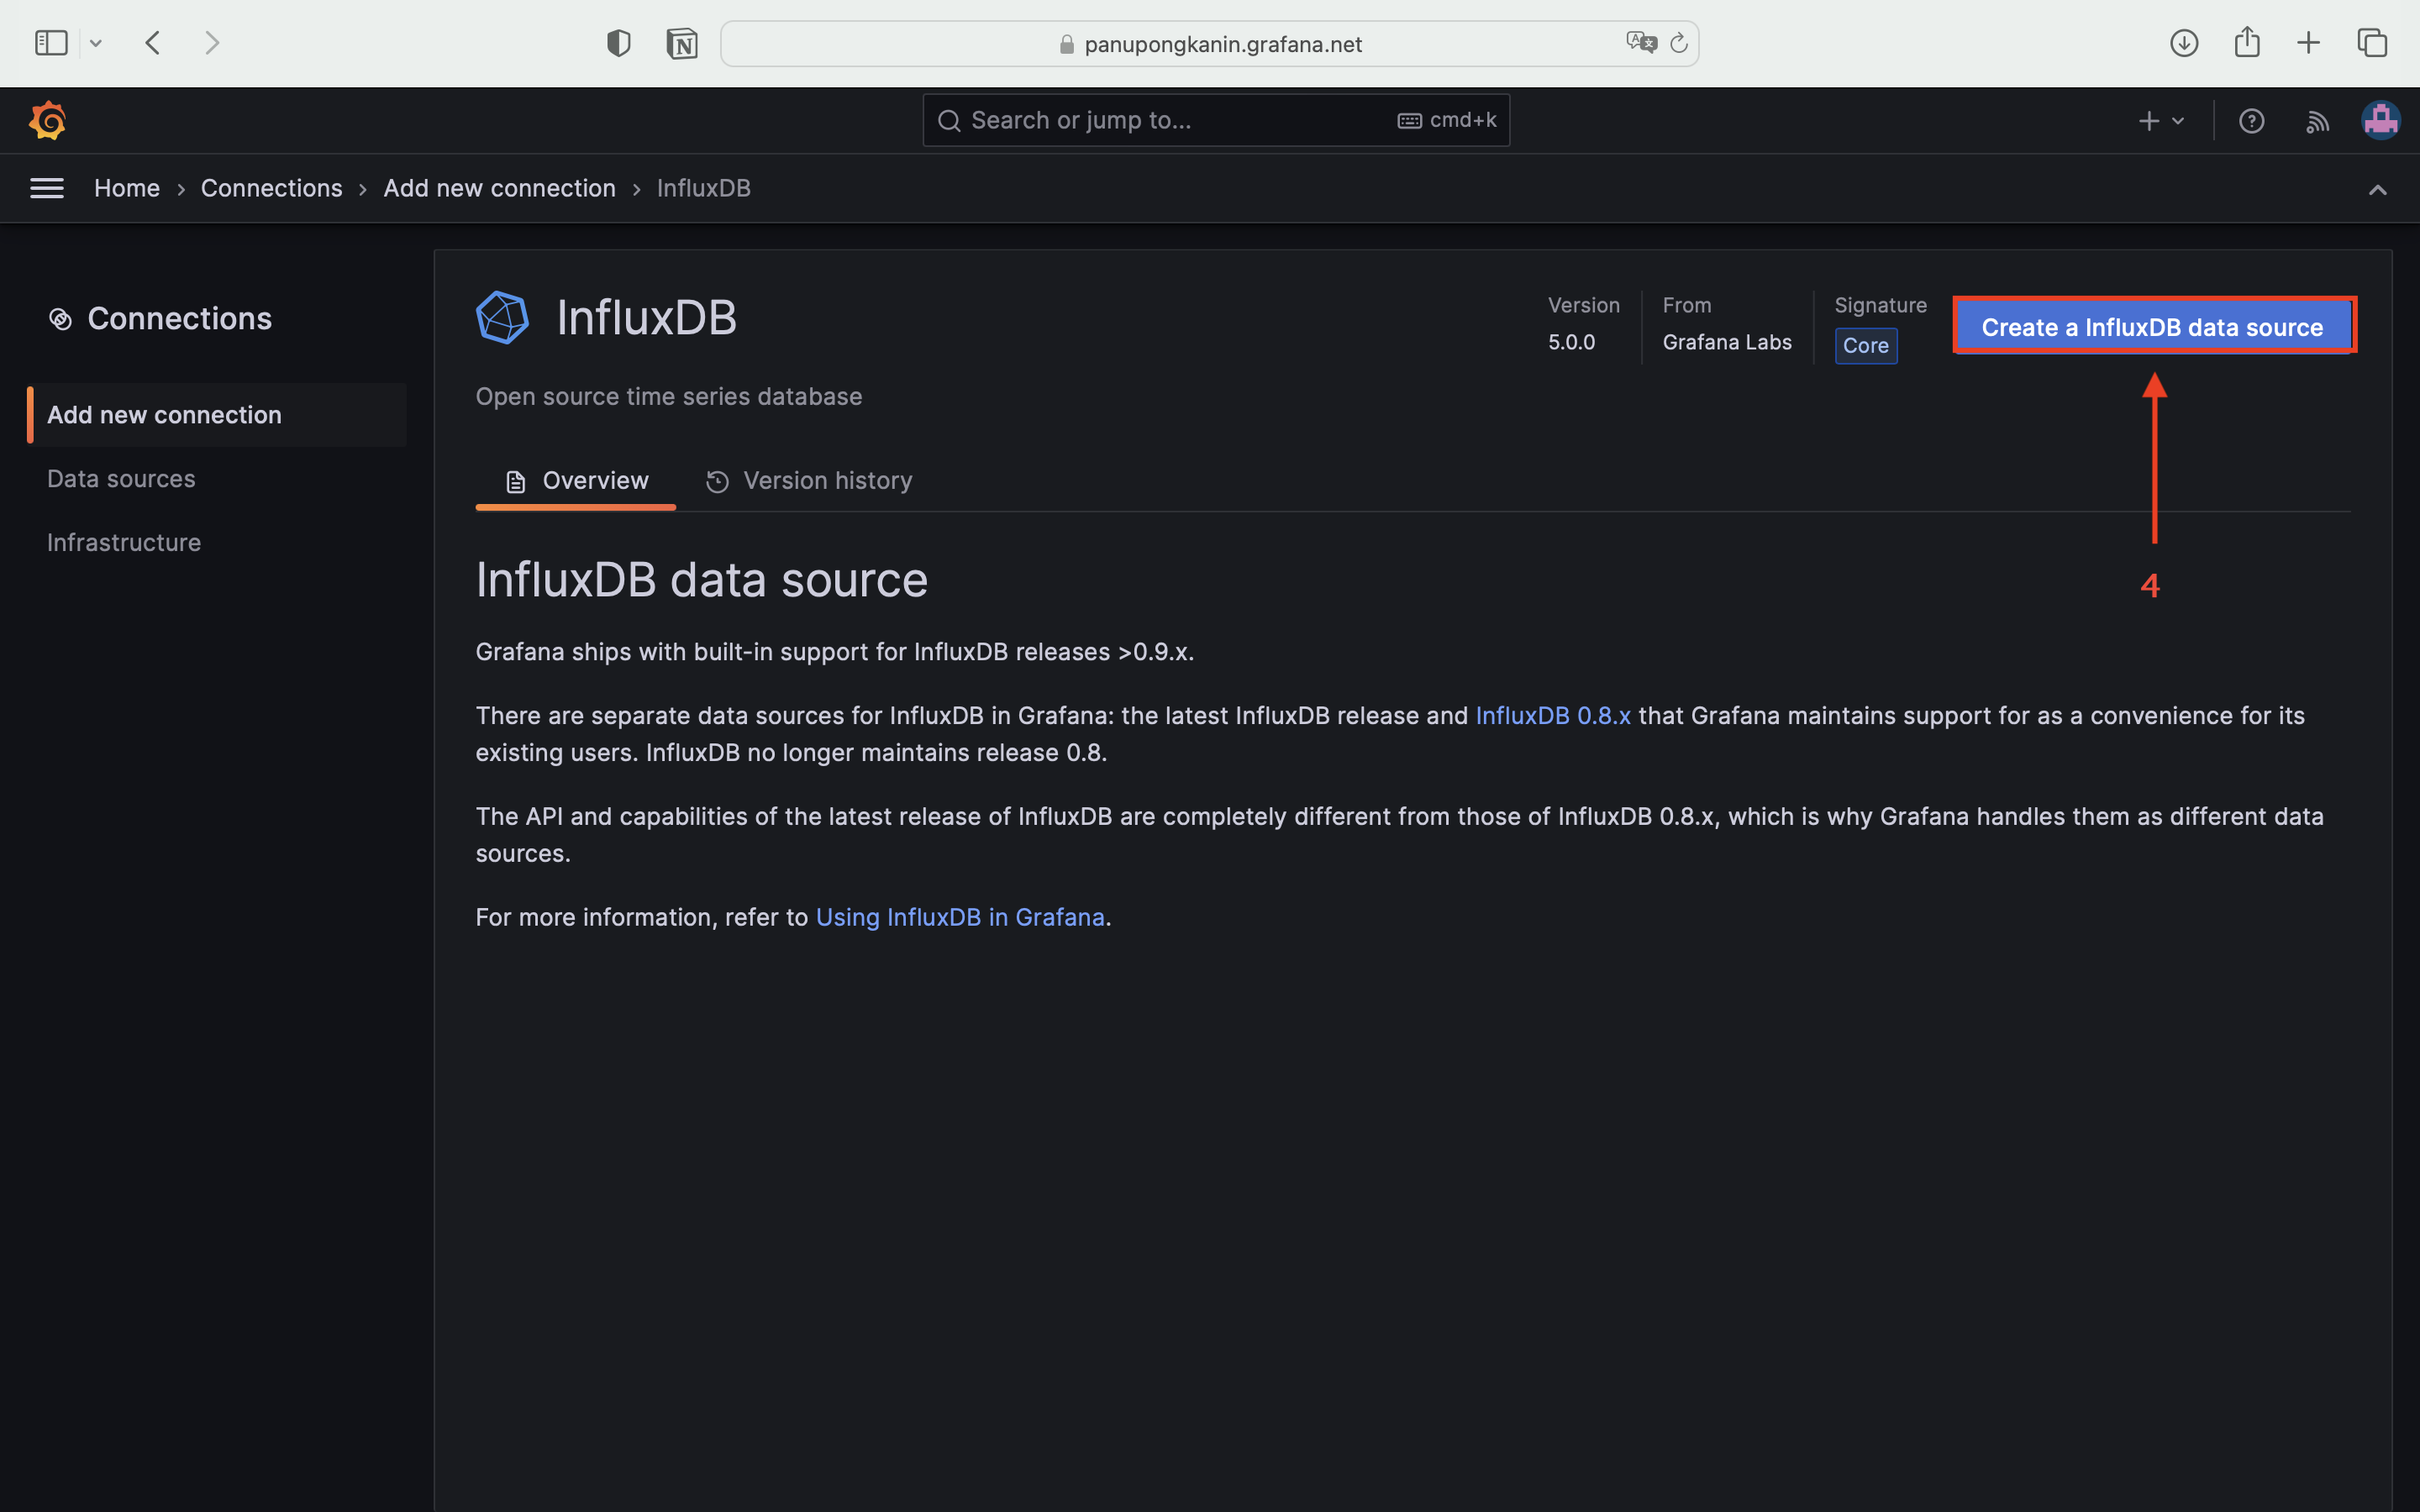 panupongkanin.grafana.net
Search or jump to...
cmd+k
Home › Connections › Add new connection › InfluxDB
Connections
Add new connection
Data sources
Infrastructure
InfluxDB
Version
5.0.0
From
Grafana Labs
Signature
Core
Create a InfluxDB data source
4
Open source time series database
Overview
Version history
InfluxDB data source
Grafana ships with built-in support for InfluxDB releases >0.9.x.
There are separate data sources for InfluxDB in Grafana: the latest InfluxDB release and InfluxDB 0.8.x that Grafana maintains support for as a convenience for its
existing users. InfluxDB no longer maintains release 0.8.
The API and capabilities of the latest release of InfluxDB are completely different from those of InfluxDB 0.8.x, which is why Grafana handles them as different data
sources.
For more information, refer to Using InfluxDB in Grafana.